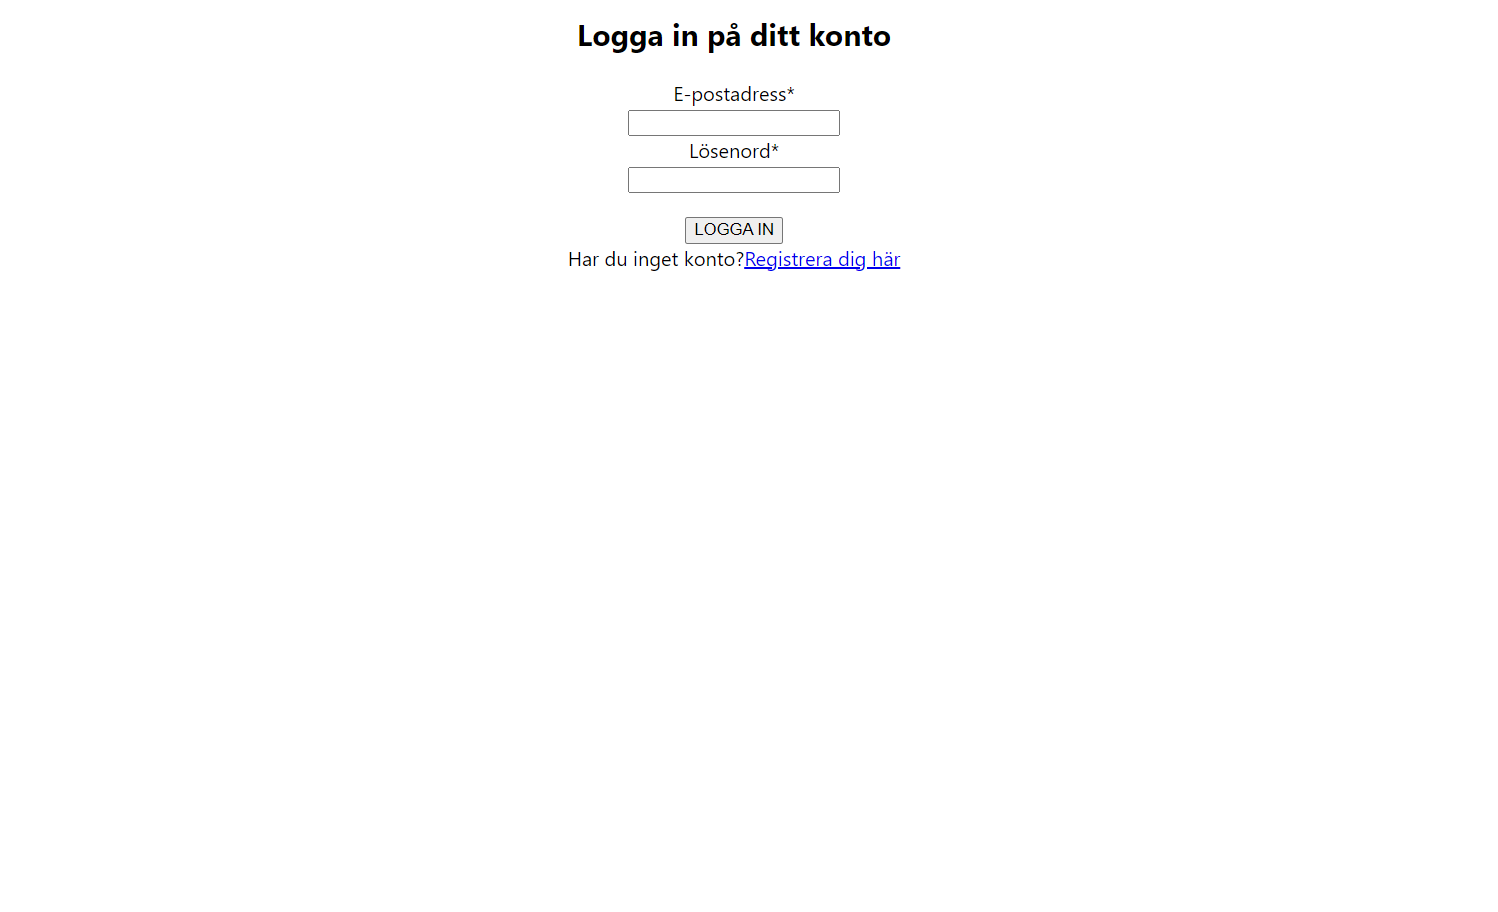 Logga in på ditt konto
E-postadress*
Lösenord*
LOGGA IN
Har du inget konto?Registrera dig här